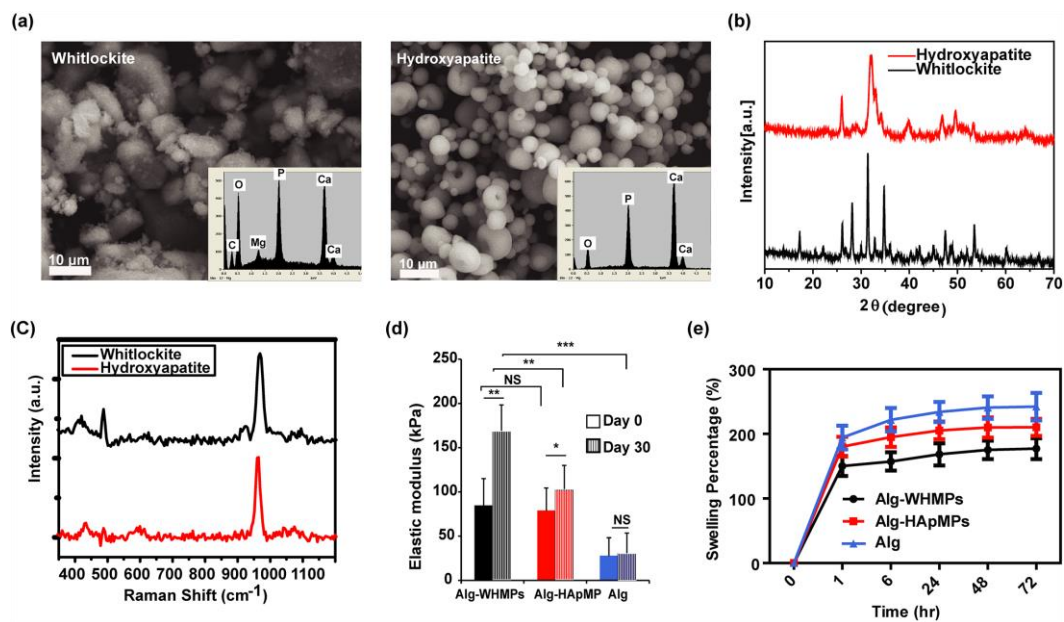 (a)
Whitlockite
O
P
Ca
C
Mg
Ca
10 µm
Hydroxyapatite
Ca
P
O
Ca
10 µm
(b)
Hydroxyapatite
Whitlockite
Intensity[a.u.]
10 20 30 40 50 60 70
2θ(degree)
(C)
Whitlockite
Hydroxyapatite
Intensity (a.u.)
400 500 600 700 800 900 1000 1100
Raman Shift (cm-1)
(d)
***
**
NS
**
*
NS
Day 0
Day 30
250
200
150
100
50
0
Elastic modulus (kPa)
Alg-WHMPs Alg-HApMP Alg
(e)
300
200
100
0
Swelling Percentage (%)
Alg-WHMPs
Alg-HApMPs
Alg
0 1 6 24 48 72
Time (hr)